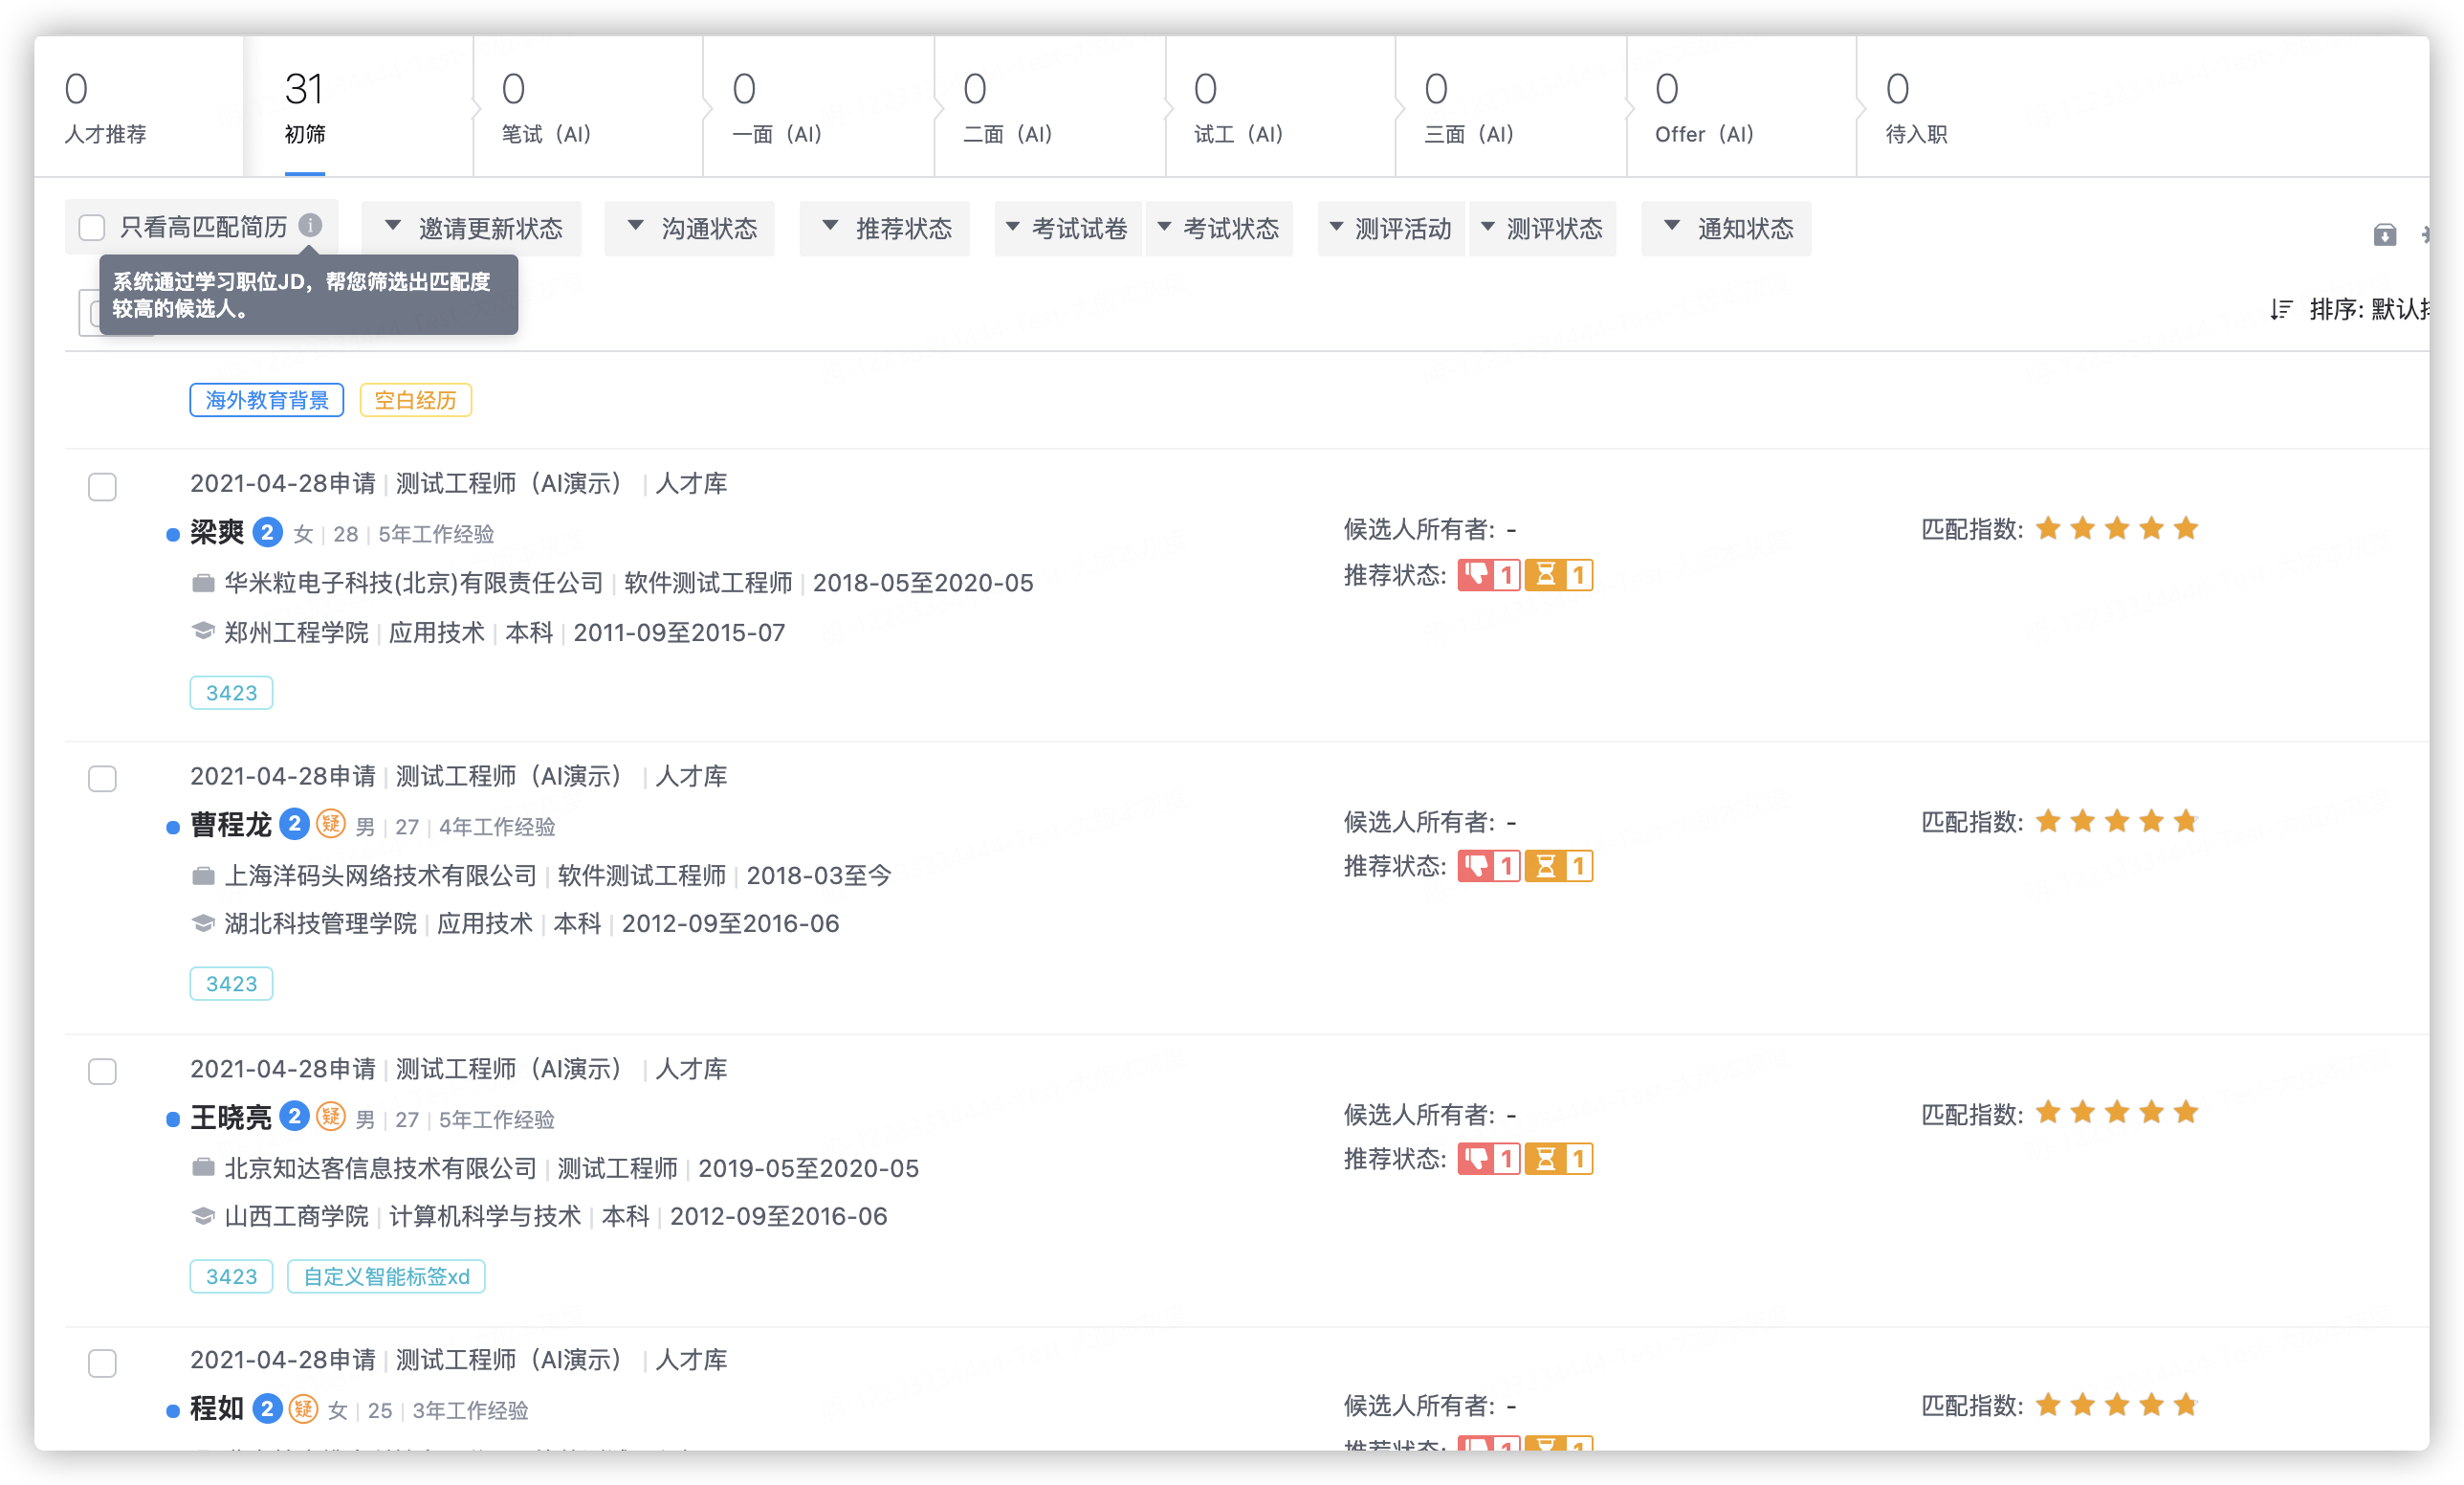 0 31 0 0 0 0 0 0 0
人才推荐 初筛 笔试（AI） 一面（AI） 二面（AI） 试工（AI） 三面（AI） Offer（AI） 待入职
只看高匹配简历 邀请更新状态 沟通状态 推荐状态 考试试卷 考试状态 测评活动 测评状态 通知状态
系统通过学习职位JD，帮您筛选出匹配度
较高的候选人。
排序: 默认
海外教育背景 空白经历
2021-04-28申请 | 测试工程师（AI演示） | 人才库
梁爽 2 女 | 28 | 5年工作经验 候选人所有者: - 匹配指数:
华米粒电子科技(北京)有限责任公司 | 软件测试工程师 | 2018-05至2020-05 推荐状态: 1 1
郑州工程学院 | 应用技术 | 本科 | 2011-09至2015-07
3423
2021-04-28申请 | 测试工程师（AI演示） | 人才库
曹程龙 2 疑 男 | 27 | 4年工作经验 候选人所有者: - 匹配指数:
上海洋码头网络技术有限公司 | 软件测试工程师 | 2018-03至今 推荐状态: 1 1
湖北科技管理学院 | 应用技术 | 本科 | 2012-09至2016-06
3423
2021-04-28申请 | 测试工程师（AI演示） | 人才库
王晓亮 2 疑 男 | 27 | 5年工作经验 候选人所有者: - 匹配指数:
北京知达客信息技术有限公司 | 测试工程师 | 2019-05至2020-05 推荐状态: 1 1
山西工商学院 | 计算机科学与技术 | 本科 | 2012-09至2016-06
3423 自定义智能标签xd
2021-04-28申请 | 测试工程师（AI演示） | 人才库
程如 2 疑 女 | 25 | 3年工作经验 候选人所有者: - 匹配指数:
推荐状态: 1 1